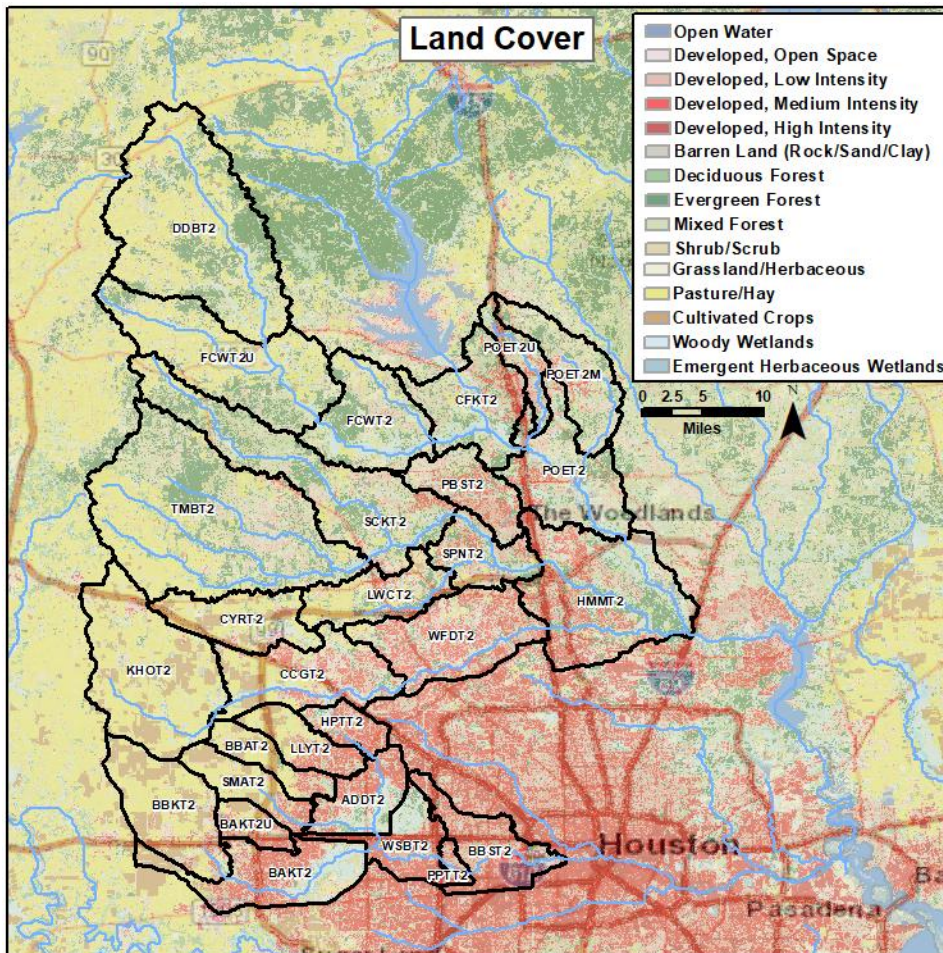 Land Cover
Open Water
Developed, Open Space
Developed, Low Intensity
Developed, Medium Intensity
Developed, High Intensity
Barren Land (Rock/Sand/Clay)
Deciduous Forest
Evergreen Forest
Mixed Forest
Shrub/Scrub
Grassland/Herbaceous
Pasture/Hay
Cultivated Crops
Woody Wetlands
Emergent Herbaceous Wetlands
N
0 2.5 5 10
Miles
90
DDBT2
FCWT2U
POET2U
POET2M
CFKT2
FCWT2
POET2
PBST2
The Woodlands
TMBT2
SCKT2
SPNT2
LWCT2
HMMT2
CYRT2
WFDT2
KHOT2
CCGT2
HPTT2
BBAT2
LLYT2
SMAT2
BBKT2
ADDT2
BAKT2U
WSBT2
BBST2
Houston
BAKT2
PPTT2
Pasadena
Ba